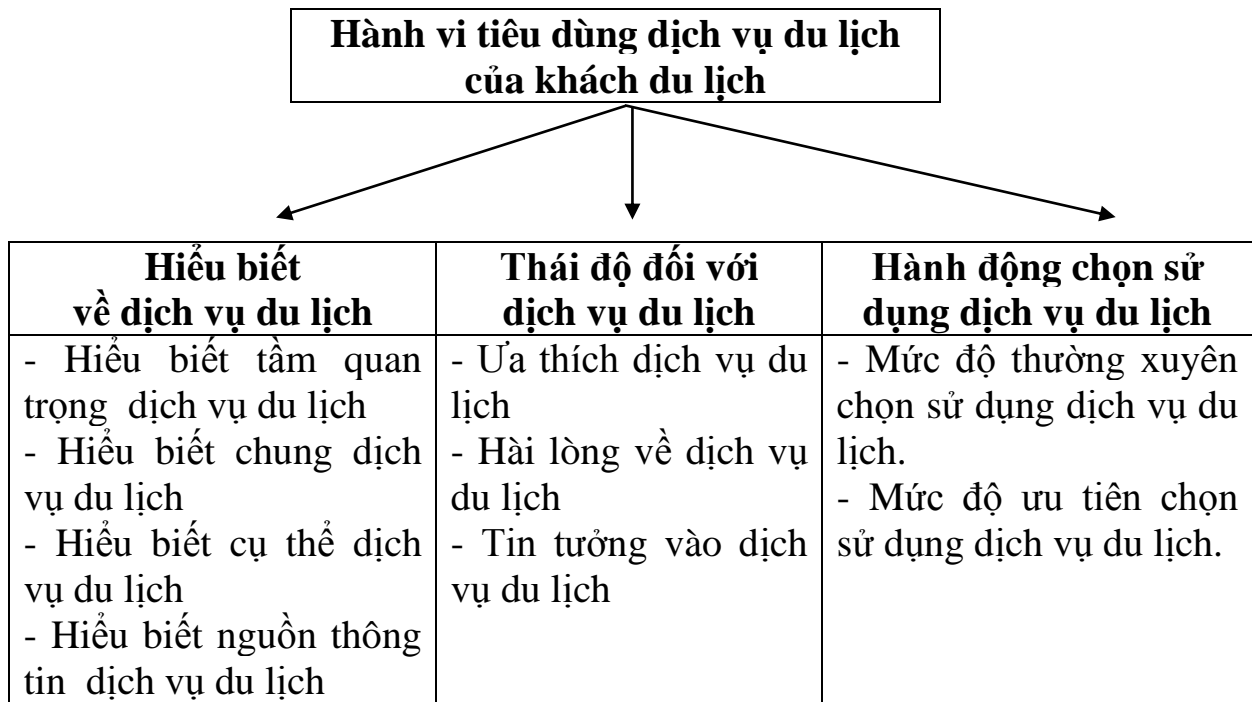 Hành vi tiêu dùng dịch vụ du lịch
của khách du lịch
Hiểu biết
về dịch vụ du lịch
- Hiểu biết tầm quan
trọng dịch vụ du lịch
- Hiểu biết chung dịch
vụ du lịch
- Hiểu biết cụ thể dịch
vụ du lịch
- Hiểu biết nguồn thông
tin dịch vụ du lịch
Thái độ đối với
dịch vụ du lịch
- Ưa thích dịch vụ du
lịch
- Hài lòng về dịch vụ
du lịch
- Tin tưởng vào dịch
vụ du lịch
Hành động chọn sử
dụng dịch vụ du lịch
- Mức độ thường xuyên
chọn sử dụng dịch vụ du
lịch.
- Mức độ ưu tiên chọn
sử dụng dịch vụ du lịch.